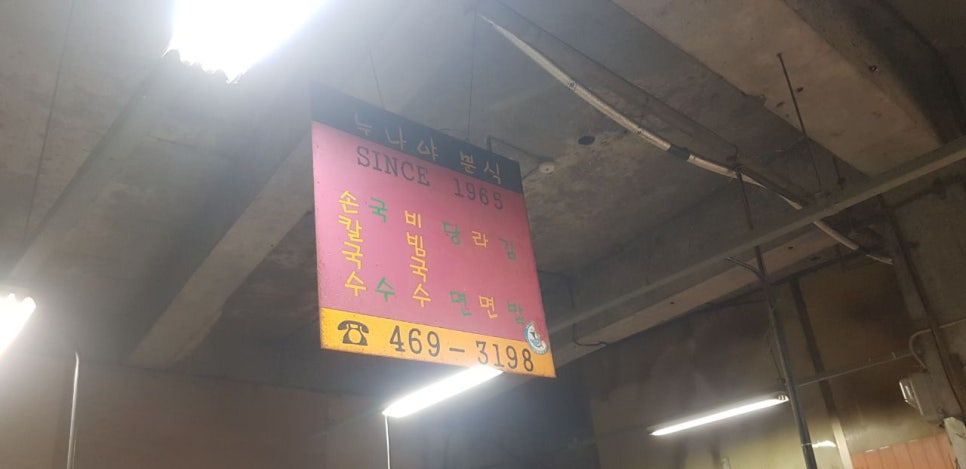 누나야 분식
SINCE 1965
손칼국수
국수
비빔국수
당면
라면
김밥
☎ 469-3198